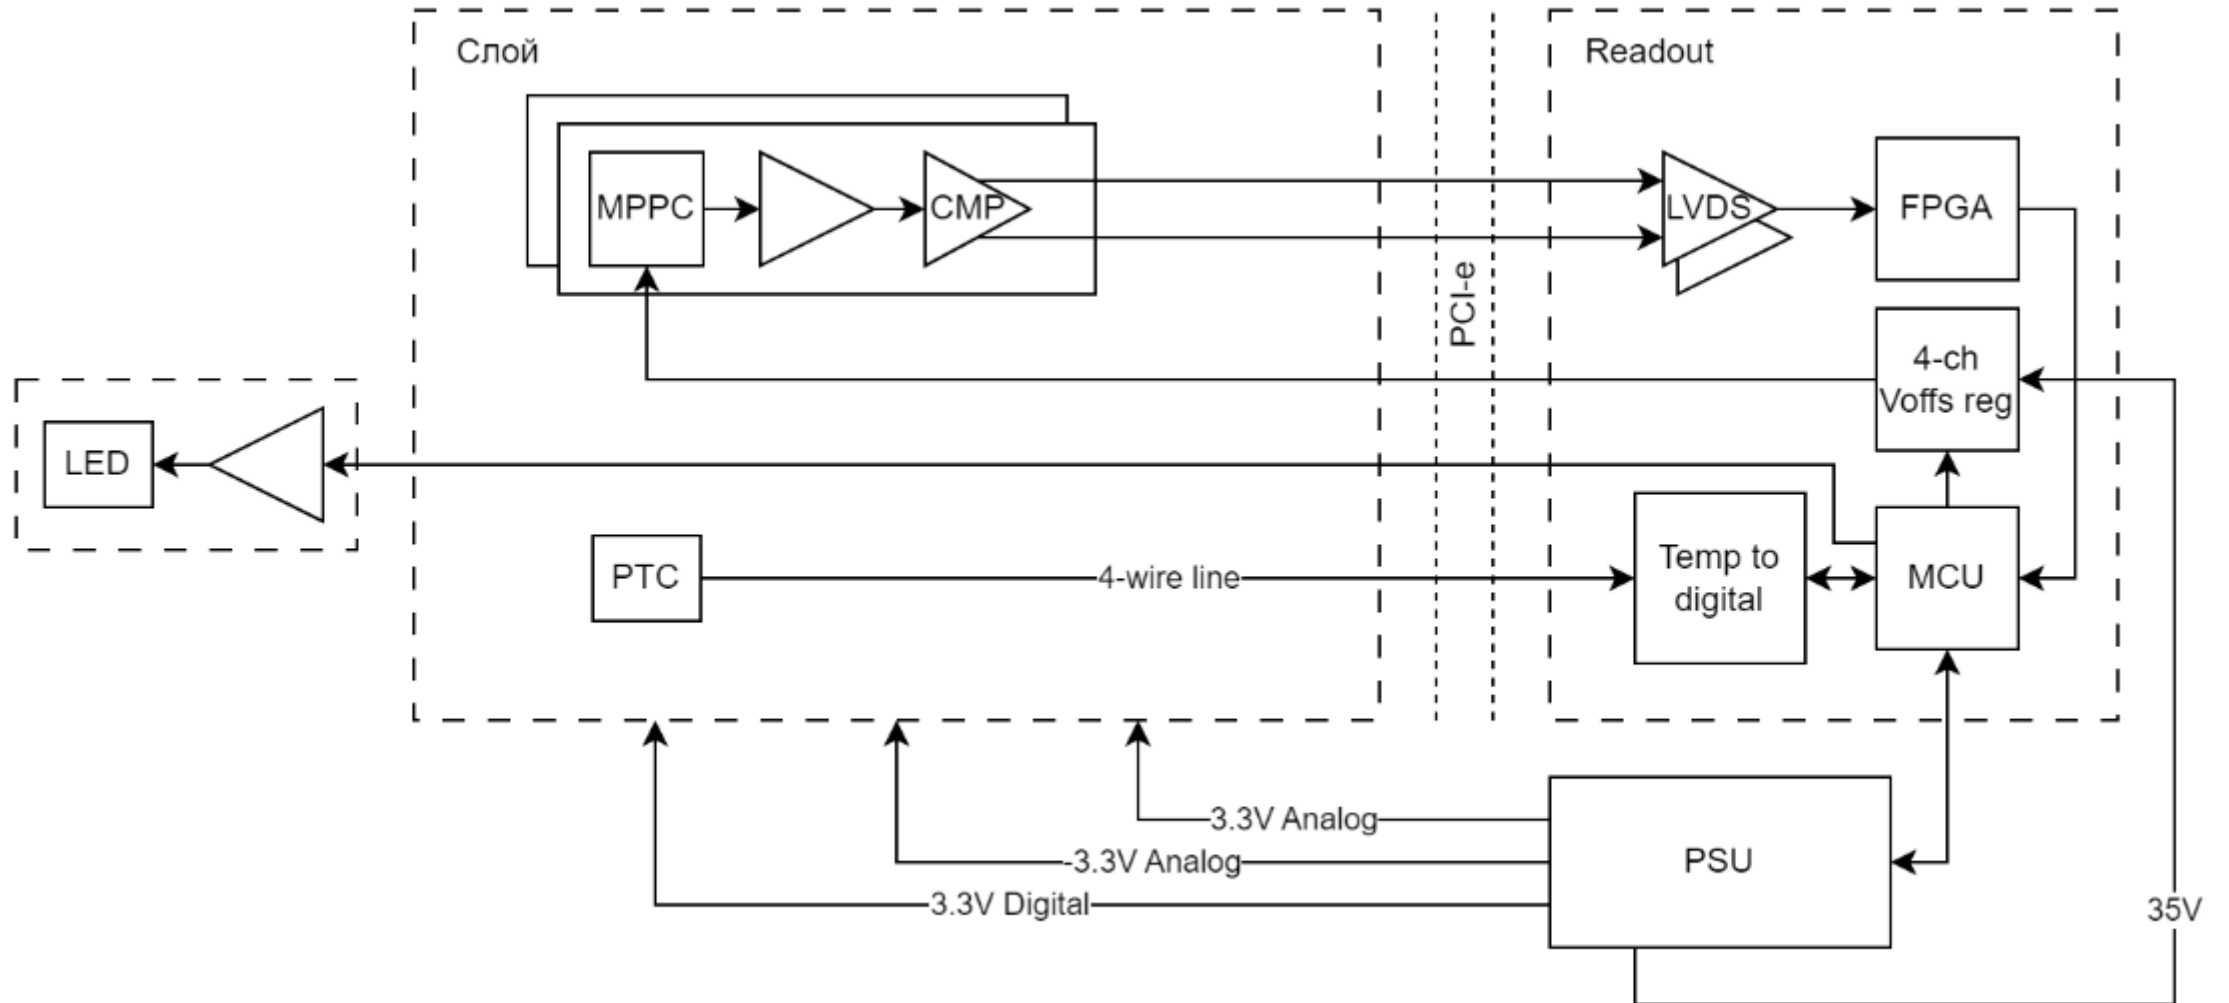 Слой
Readout
MPPC
CMP
LVDS
FPGA
PCI-e
4-ch
Voffs reg
LED
PTC
4-wire line
Temp to
digital
MCU
3.3V Analog
-3.3V Analog
3.3V Digital
PSU
35V